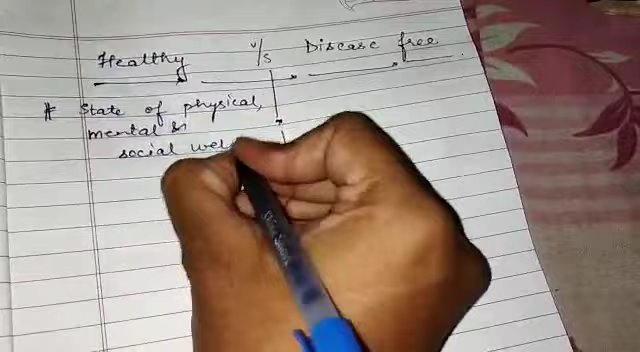 Healthy v/s Disease free
# State of physical,
mental &
social wel